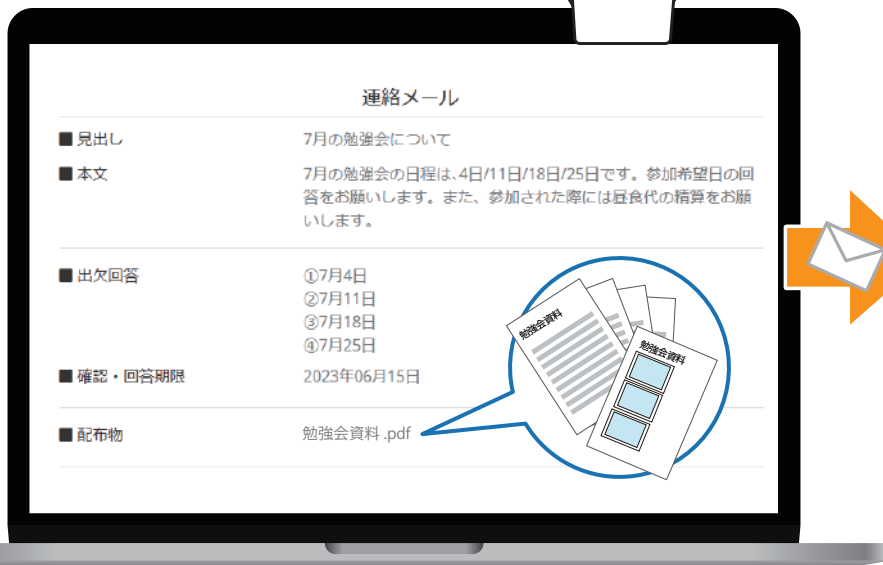 連絡メール
■ 見出し
7月の勉強会について
■ 本文
7月の勉強会の日程は、4日/11日/18日/25日です。参加希望日の回
答をお願いします。また、参加された際には昼食代の精算をお願
いします。
■ 出欠回答
①7月4日
②7月11日
③7月18日
④7月25日
■ 確認・回答期限
2023年06月15日
■ 配布物
勉強会資料 .pdf
勉強会資料
勉強会資料